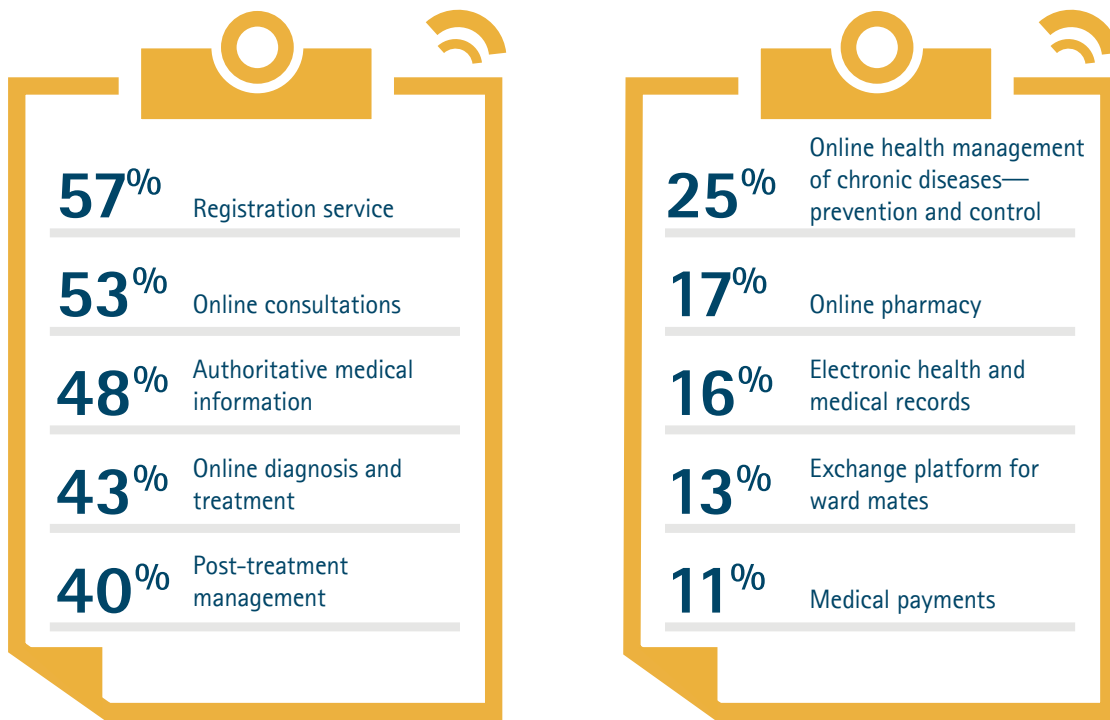 57%
Registration service
53%
Online consultations
48%
Authoritative medical
information
43%
Online diagnosis and
treatment
40%
Post-treatment
management
25%
Online health management
of chronic diseases—
prevention and control
17%
Online pharmacy
16%
Electronic health and
medical records
13%
Exchange platform for
ward mates
11%
Medical payments